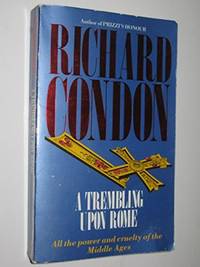 Author of PRIZZI'S HONOUR
RICHARD
CONDON
A TREMBLING
UPON ROME
All the power and cruelty of the
Middle Ages